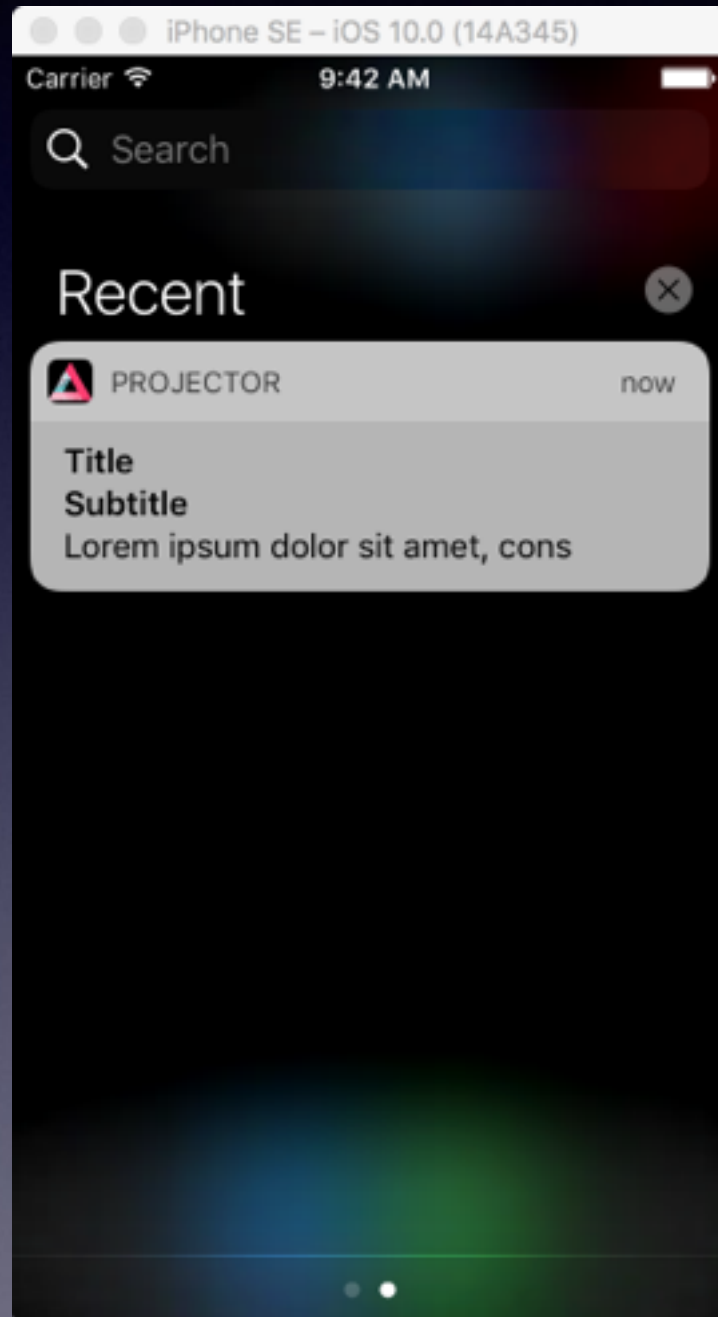 iPhone SE – iOS 10.0 (14A345)
Carrier 9:42 AM
Search
Recent
PROJECTOR now
Title
Subtitle
Lorem ipsum dolor sit amet, cons